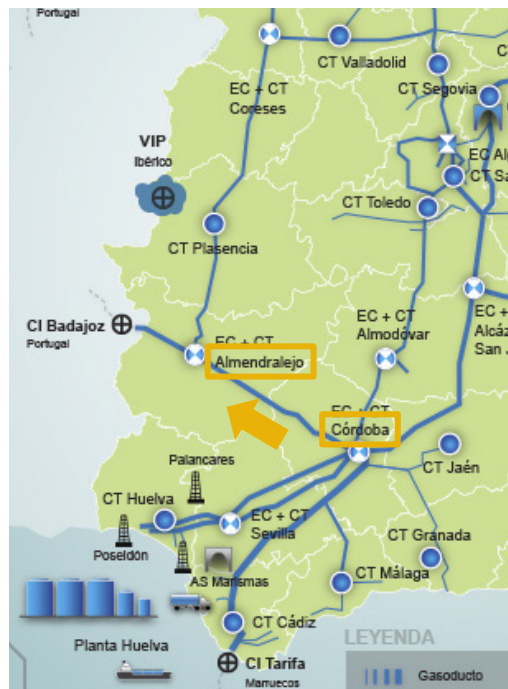 Portugal
CT Valladolid
CT Segovia
EC + CT
Coreses
VIP
Ibérico
CT Toledo
CT Plasencia
CI Badajoz
Portugal
EC + CT
Almendralejo
EC + CT
Almodóvar
EC + CT
Córdoba
CT Jaén
Palancares
CT Huelva
EC + CT
Sevilla
Poseidón
AS Marismas
CT Granada
CT Málaga
CT Cádiz
Planta Huelva
CI Tarifa
Marruecos
LEYENDA
Gasoducto